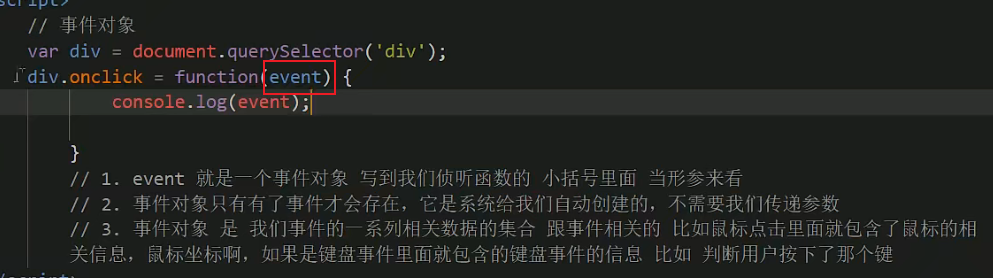 script>
// 事件对象
var div = document.querySelector('div');
div.onclick = function(event) {
console.log(event);
}
// 1. event 就是一个事件对象 写到我们侦听函数的 小括号里面 当形参来看
// 2. 事件对象只有有了事件才会存在，它是系统给我们自动创建的，不需要我们传递参数
// 3. 事件对象 是 我们事件的一系列相关数据的集合 跟事件相关的 比如鼠标点击里面就包含了鼠标的相
关信息，鼠标坐标啊，如果是键盘事件里面就包含的键盘事件的信息 比如 判断用户按下了那个键